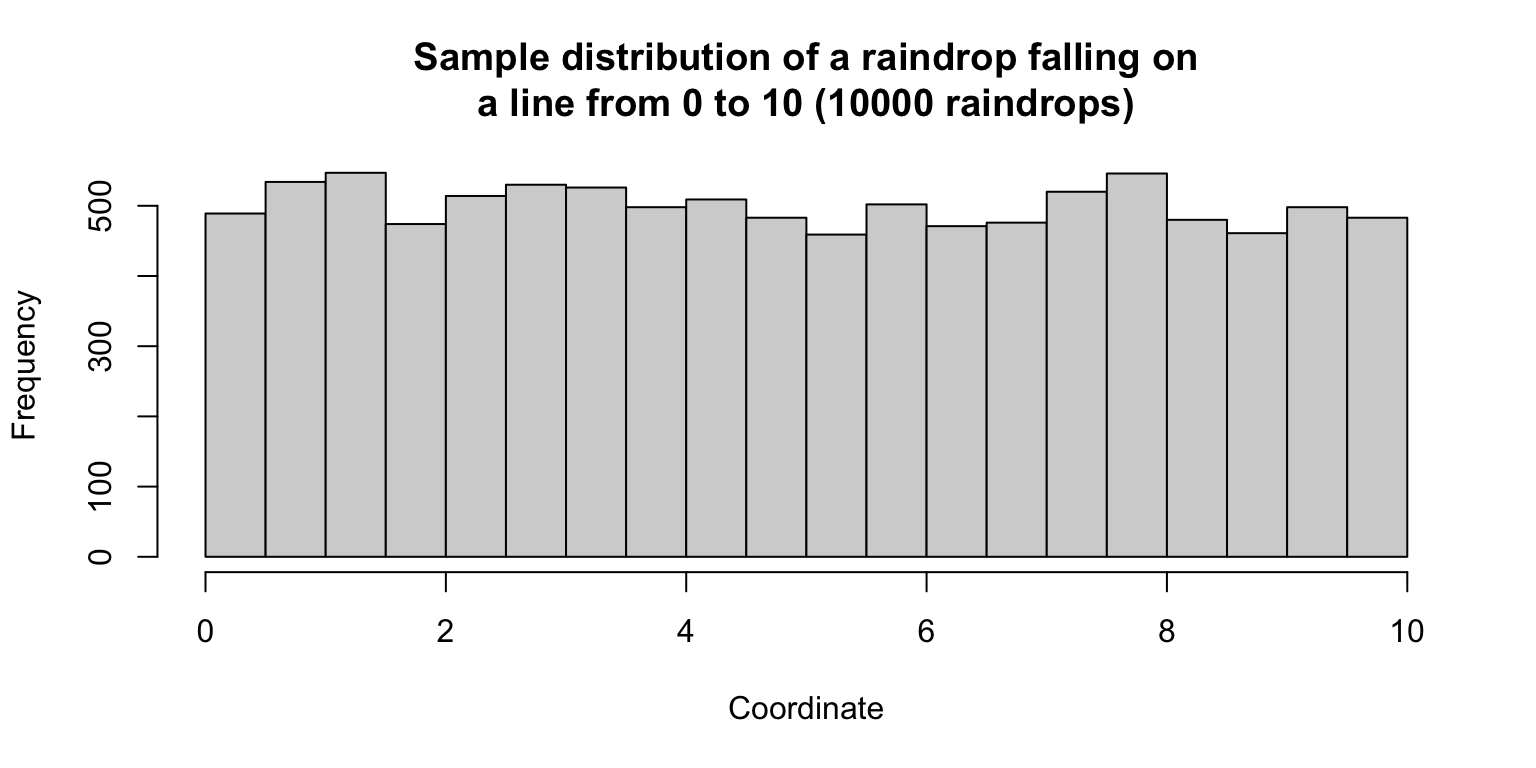 Sample distribution of a raindrop falling on
a line from 0 to 10 (10000 raindrops)
Frequency
500
300
100
0
0 2 4 6 8 10
Coordinate